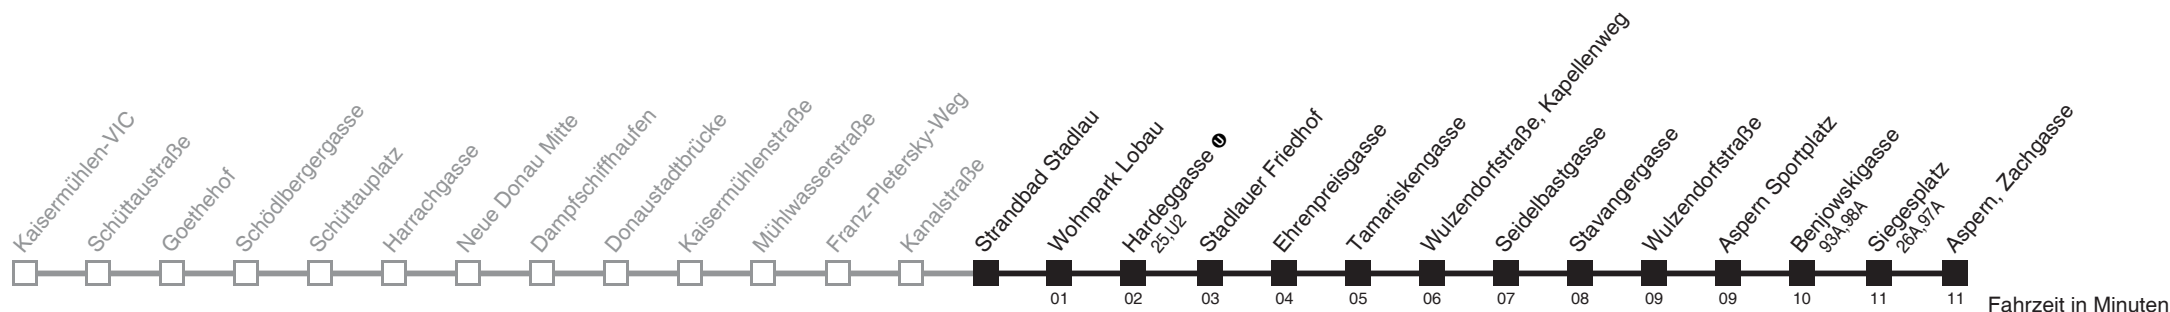 Kaisermühlen-VIC
Schüttaustraße
Goethehof
Schödlbergergasse
Schüttauplatz
Harrachgasse
Neue Donau Mitte
Dampfschiffhaufen
Donaustadtbrücke
Kaisermühlenstraße
Mühlwasserstraße
Franz-Pletersky-Weg
Kanalstraße
Strandbad Stadlau
Wohnpark Lobau
Hardeggasse U
25,U2
Stadlauer Friedhof
Ehrenpreisgasse
Tamariskengasse
Wulzendorfstraße, Kapellenweg
Seidelbastgasse
Stavangergasse
Wulzendorfstraße
Aspern Sportplatz
Benjowskigasse
93A,98A
Siegesplatz
26A,97A
Aspern, Zachgasse
01 02 03 04 05 06 07 08 09 09 10 11 11
Fahrzeit in Minuten